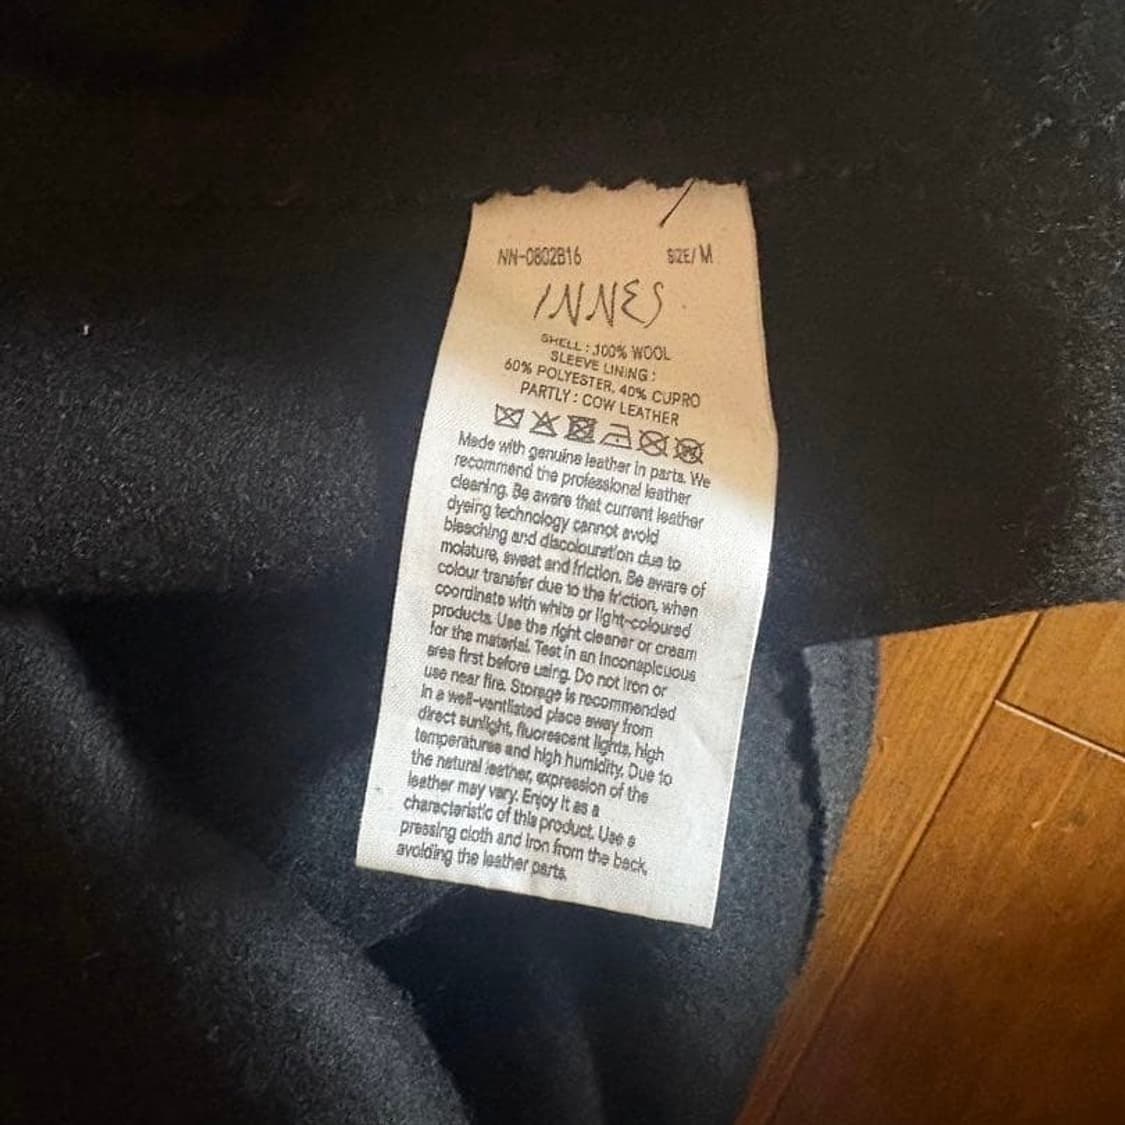 NN-0802B16 SIZE/M
INNES
SHELL : 100% WOOL
SLEEVE LINING :
60% POLYESTER, 40% CUPRO
PARTLY : COW LEATHER
Made with genuine leather in parts. We
recommend the professional leather
cleaning. Be aware that current leather
dyeing technology cannot avoid
bleaching and discolouration due to
moisture, sweat and friction. Be aware of
colour transfer due to the friction, when
coordinate with white or light-coloured
products. Use the right cleaner or cream
for the material. Test in an inconspicuous
area first before using. Do not iron or
use near fire. Storage is recommended
in a well-ventilated place away from
direct sunlight, fluorescent lights, high
temperatures and high humidity. Due to
the natural leather, expression of the
leather may vary. Enjoy it as a
characteristic of this product. Use a
pressing cloth and iron from the back,
avoiding the leather parts.